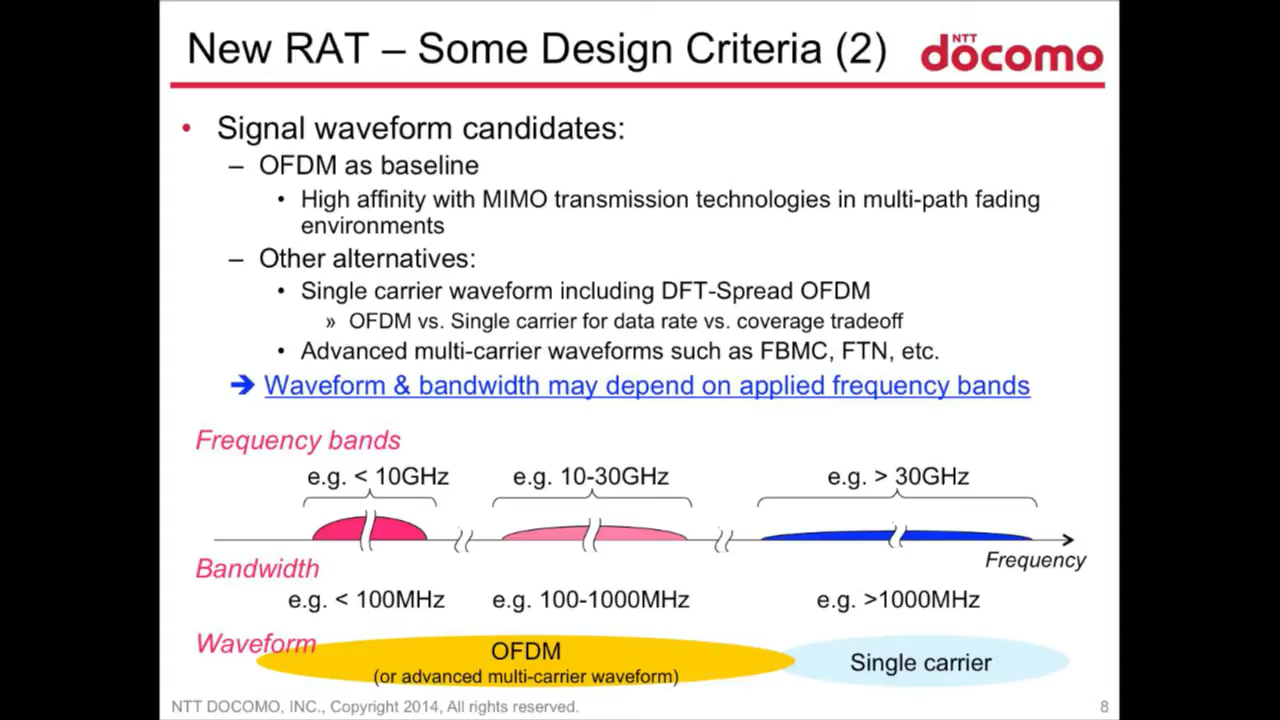 New RAT – Some Design Criteria (2)
NTT
döcomo
• Signal waveform candidates:
– OFDM as baseline
• High affinity with MIMO transmission technologies in multi-path fading
environments
– Other alternatives:
• Single carrier waveform including DFT-Spread OFDM
» OFDM vs. Single carrier for data rate vs. coverage tradeoff
• Advanced multi-carrier waveforms such as FBMC, FTN, etc.
➔ Waveform & bandwidth may depend on applied frequency bands
Frequency bands
e.g. < 10GHz e.g. 10-30GHz e.g. > 30GHz
Frequency
Bandwidth
e.g. < 100MHz e.g. 100-1000MHz e.g. >1000MHz
Waveform
OFDM
(or advanced multi-carrier waveform)
Single carrier
NTT DOCOMO, INC., Copyright 2014, All rights reserved. 8